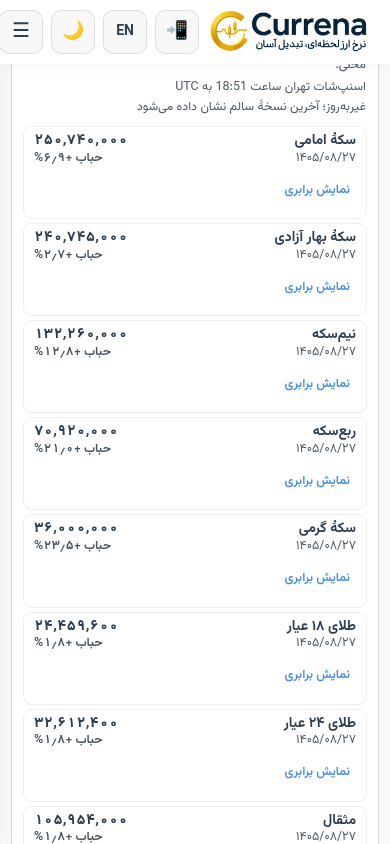 Currena
نرخ ارز لحظه‌ای، تبدیل آسان
EN
محلی.
اسنپ‌شات تهران ساعت 18:51 به UTC
غیربه‌روز؛ آخرین نسخهٔ سالم نشان داده می‌شود
سکهٔ امامی
۲۵۰,۷۴۰,۰۰۰
۱۴۰۵/۰۸/۲۷
حباب +۶٫۹%
نمایش برابری
سکهٔ بهار آزادی
۲۴۰,۷۴۵,۰۰۰
۱۴۰۵/۰۸/۲۷
حباب +۲٫۷%
نمایش برابری
نیم‌سکه
۱۳۲,۲۶۰,۰۰۰
۱۴۰۵/۰۸/۲۷
حباب +۱۲٫۸%
نمایش برابری
ربع‌سکه
۷۰,۹۲۰,۰۰۰
۱۴۰۵/۰۸/۲۷
حباب +۲۱٫۰%
نمایش برابری
سکهٔ گرمی
۳۶,۰۰۰,۰۰۰
۱۴۰۵/۰۸/۲۷
حباب +۲۳٫۵%
نمایش برابری
طلای ۱۸ عیار
۲۴,۴۵۹,۶۰۰
۱۴۰۵/۰۸/۲۷
حباب +۱٫۸%
نمایش برابری
طلای ۲۴ عیار
۳۲,۶۱۲,۴۰۰
۱۴۰۵/۰۸/۲۷
حباب +۱٫۸%
نمایش برابری
مثقال
۱۰۵,۹۵۴,۰۰۰
۱۴۰۵/۰۸/۲۷
حباب +۱٫۸%